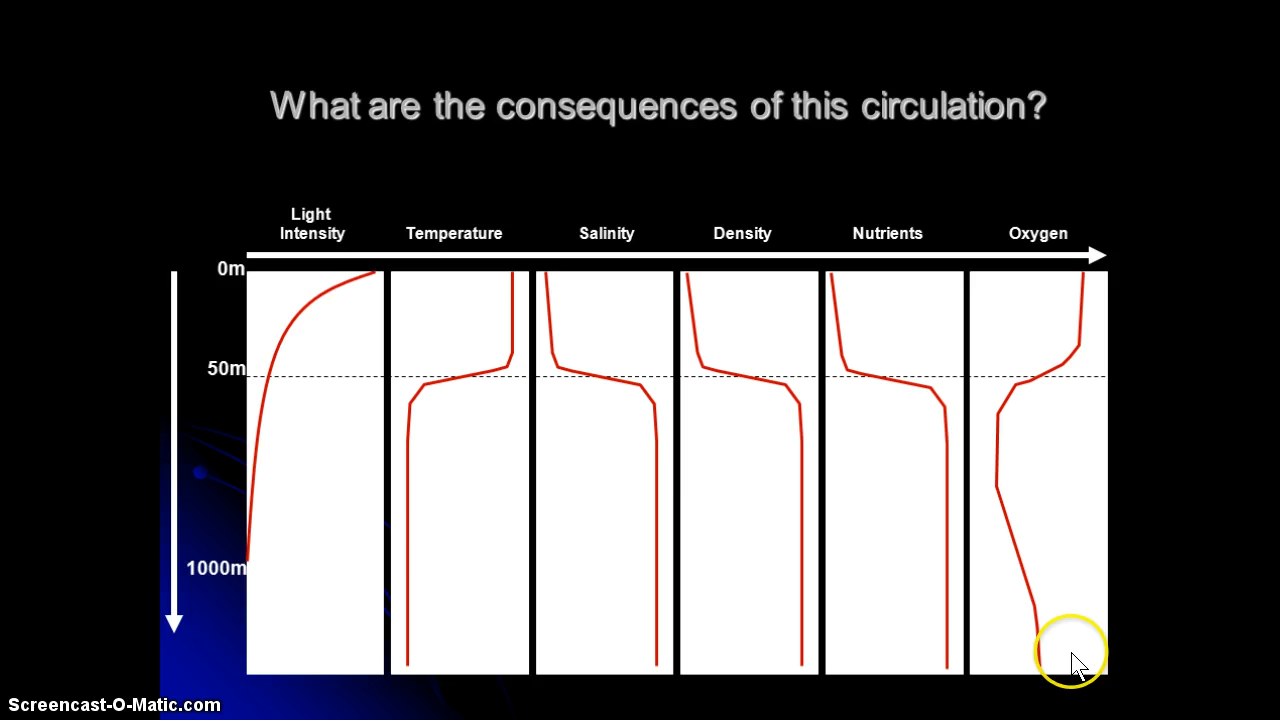 What are the consequences of this circulation?
Light
Intensity
Temperature
Salinity
Density
Nutrients
Oxygen
0m
50m
1000m
Screencast-O-Matic.com